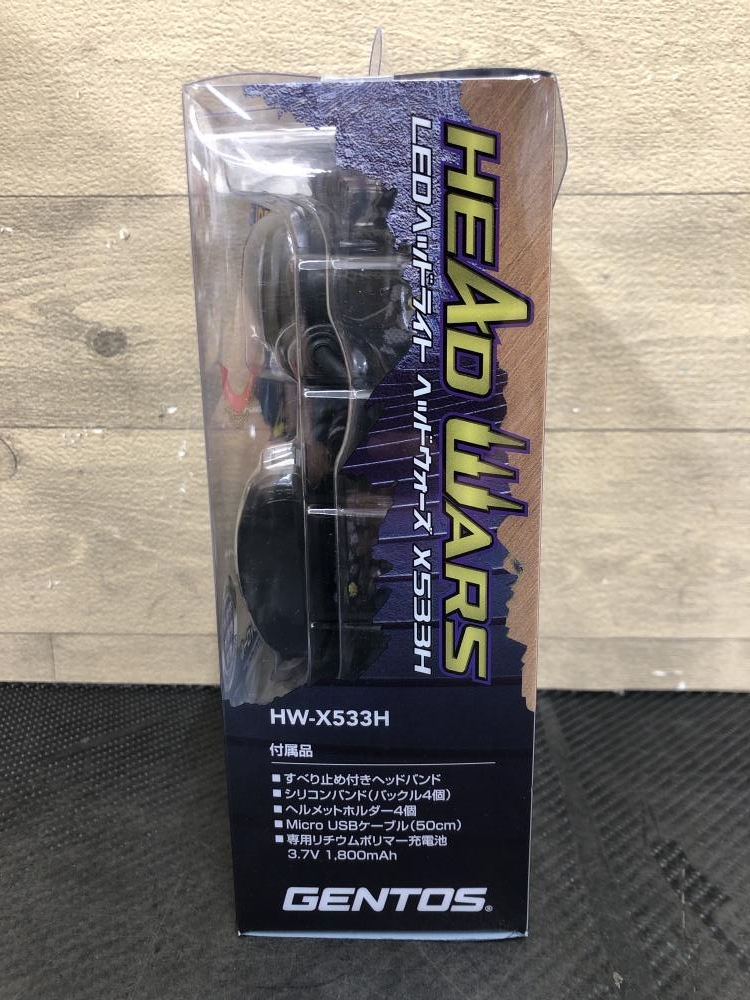 HEAD WARS
LEDヘッドライト ヘッドウォーズ X533H
HW-X533H
付属品
■すべり止め付きヘッドバンド
■シリコンバンド(バックル4個)
■ヘルメットホルダー4個
■Micro USBケーブル(50cm)
■専用リチウムポリマー充電池
3.7V 1,800mAh
GENTOS®